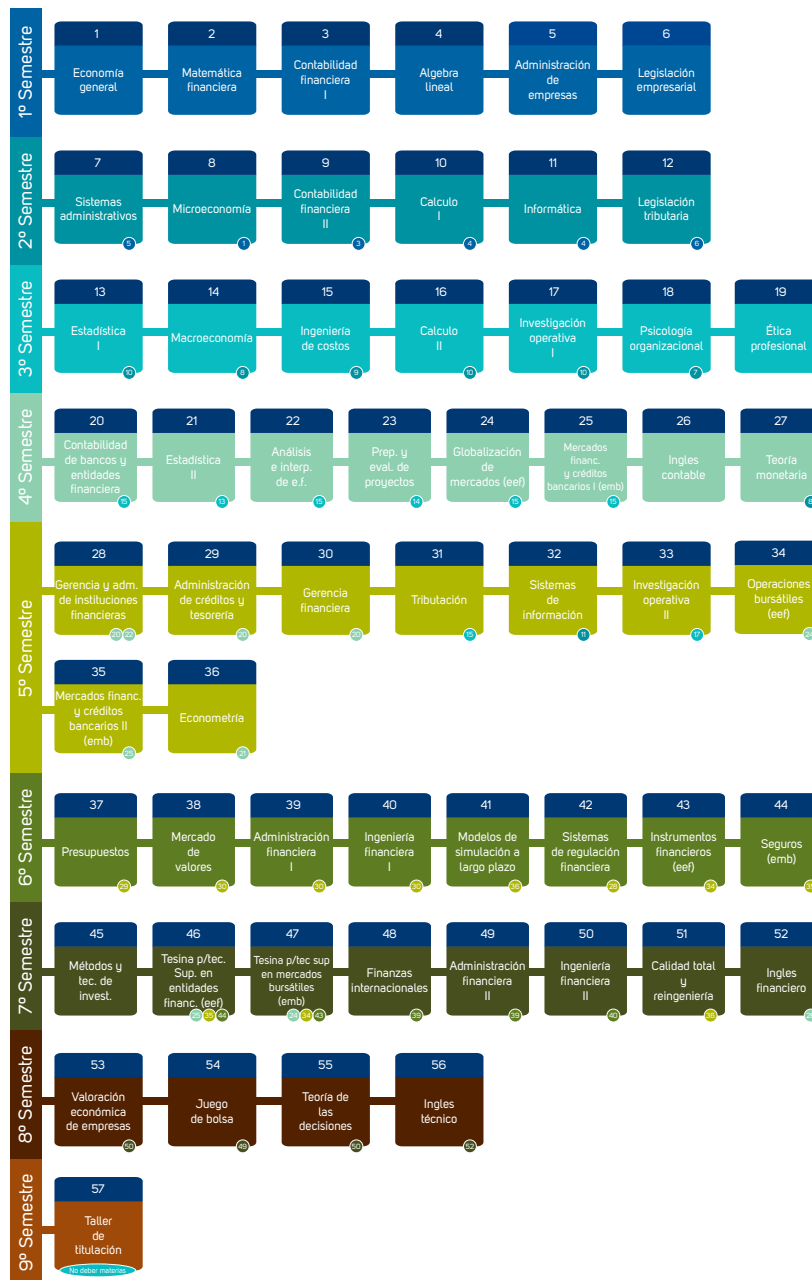 1º Semestre
1
Economía
general
2
Matemática
financiera
3
Contabilidad
financiera
I
4
Algebra
lineal
5
Administración
de
empresas
6
Legislación
empresarial
2º Semestre
7
Sistemas
administrativos
5
8
Microeconomía
1
9
Contabilidad
financiera
II
3
10
Calculo
I
4
11
Informática
4
12
Legislación
tributaria
6
3º Semestre
13
Estadística
I
10
14
Macroeconomía
8
15
Ingeniería
de costos
9
16
Calculo
II
10
17
Investigación
operativa
I
10
18
Psicología
organizacional
7
19
Ética
profesional
4º Semestre
20
Contabilidad
de bancos y
entidades
financiera
15
21
Estadística
II
13
22
Análisis
e interp.
de e.f.
15
23
Prep. y
eval. de
proyectos
14
24
Globalización
de
mercados (eef)
15
25
Mercados
financ.
y créditos
bancarios I (emb)
15
26
Ingles
contable
27
Teoría
monetaria
8
5º Semestre
28
Gerencia y adm.
de instituciones
financieras
20 22
29
Administración
de créditos y
tesorería
20
30
Gerencia
financiera
20
31
Tributación
15
32
Sistemas
de
información
11
33
Investigación
operativa
II
17
34
Operaciones
bursátiles
(eef)
24
35
Mercados financ.
y créditos
bancarios II
(emb)
25
36
Econometría
21
6º Semestre
37
Presupuestos
29
38
Mercado
de
valores
30
39
Administración
financiera
I
30
40
Ingeniería
financiera
I
30
41
Modelos de
simulación a
largo plazo
36
42
Sistemas
de regulación
financiera
28
43
Instrumentos
financieros
(eef)
34
44
Seguros
(emb)
7º Semestre
45
Métodos y
tec. de
invest.
46
Tesina p/tec.
Sup. en
entidades
financ. (eef)
25 35 44
47
Tesina p/tec sup
en mercados
bursátiles
(emb)
24 34 43
48
Finanzas
internacionales
39
49
Administración
financiera
II
39
50
Ingeniería
financiera
II
40
51
Calidad total
y
reingeniería
36
52
Ingles
financiero
8º Semestre
53
Valoración
económica
de empresas
50
54
Juego
de bolsa
49
55
Teoría de
las
decisiones
50
56
Ingles
técnico
52
9º Semestre
57
Taller
de
titulación
No deber materias